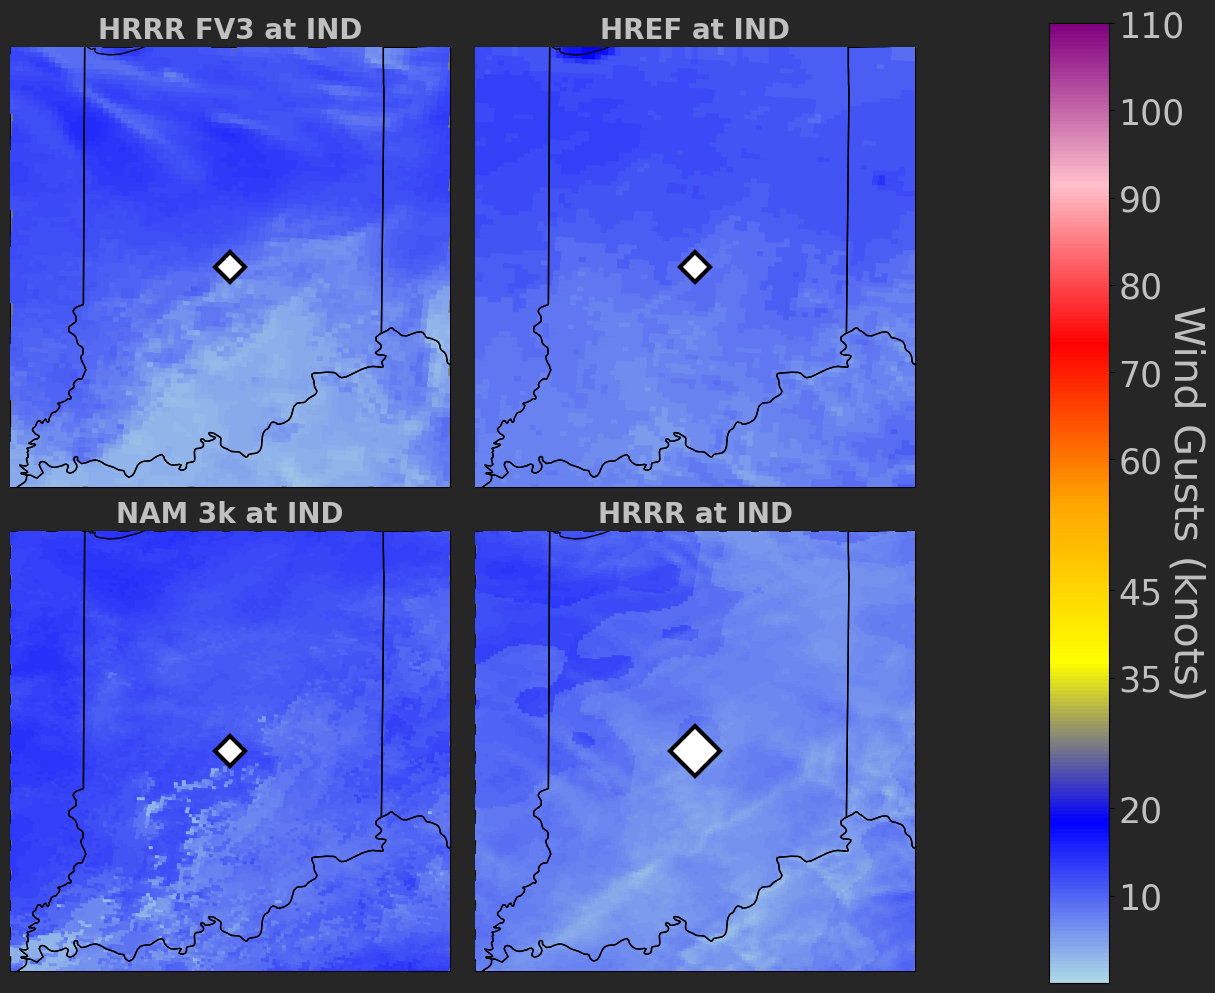 HRRR FV3 at IND
HREF at IND
NAM 3k at IND
HRRR at IND
110
100
90
80
70
60
45
35
20
10
Wind Gusts (knots)